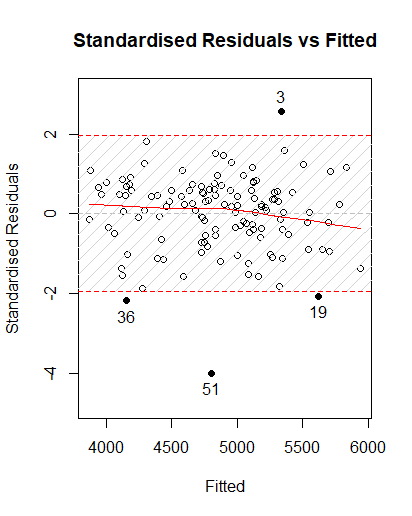 Standardised Residuals vs Fitted
3
2
0
-2
-4
36
19
51
4000 4500 5000 5500 6000
Fitted
Standardised Residuals